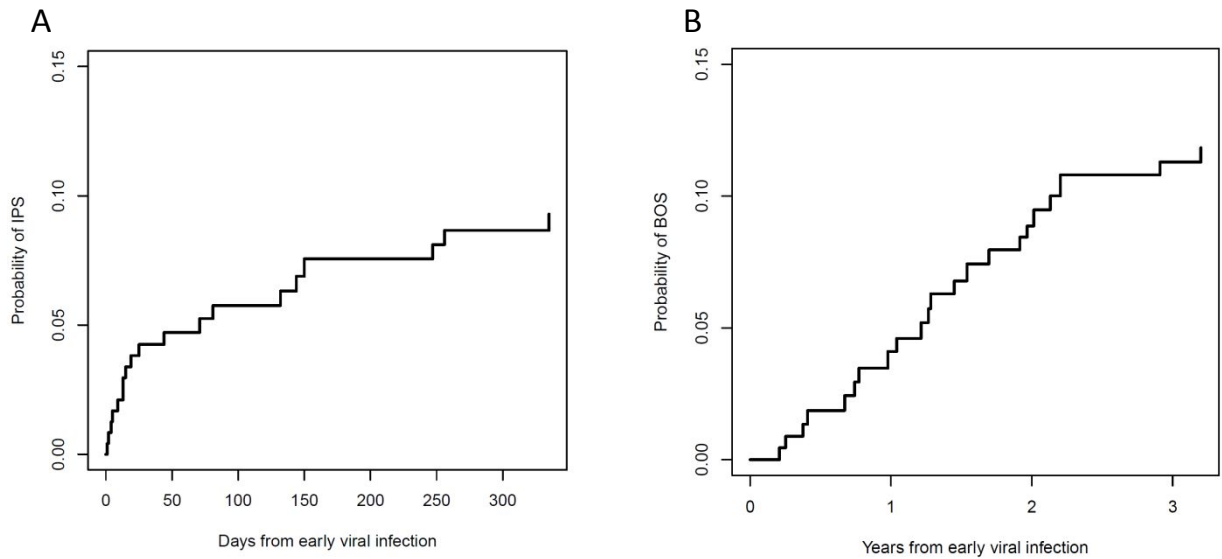 A
0.15
0.10
0.05
0.00
Probability of IPS
0 50 100 150 200 250 300
Days from early viral infection
B
0.15
0.10
0.05
0.00
Probability of BOS
0 1 2 3
Years from early viral infection